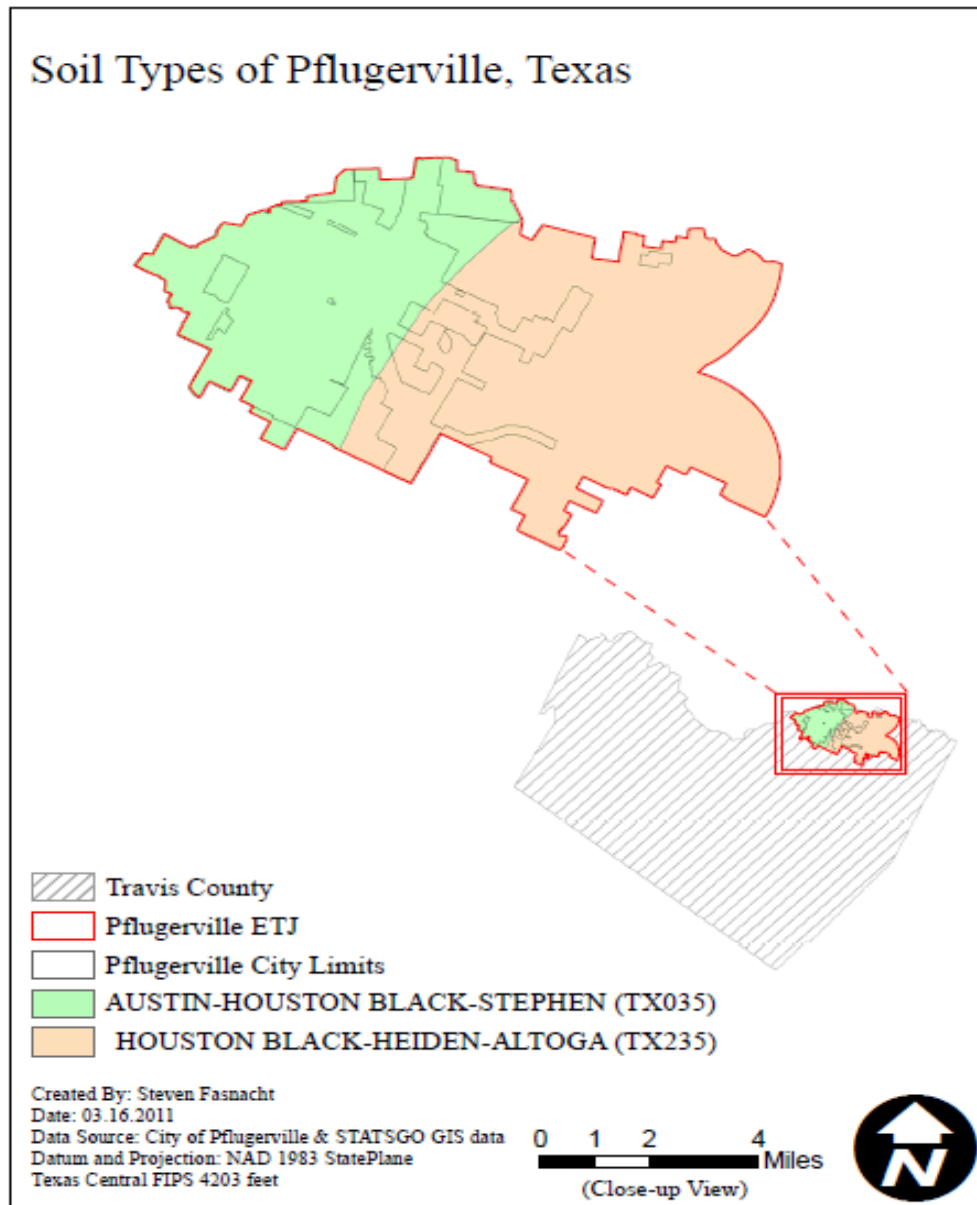 Soil Types of Pflugerville, Texas
Travis County
Pflugerville ETJ
Pflugerville City Limits
AUSTIN-HOUSTON BLACK-STEPHEN (TX035)
HOUSTON BLACK-HEIDEN-ALTOGA (TX235)
Created By: Steven Fasnacht
Date: 03.16.2011
Data Source: City of Pflugerville & STATSGO GIS data
Datum and Projection: NAD 1983 StatePlane
Texas Central FIPS 4203 feet
0 1 2 4
Miles
(Close-up View)
N